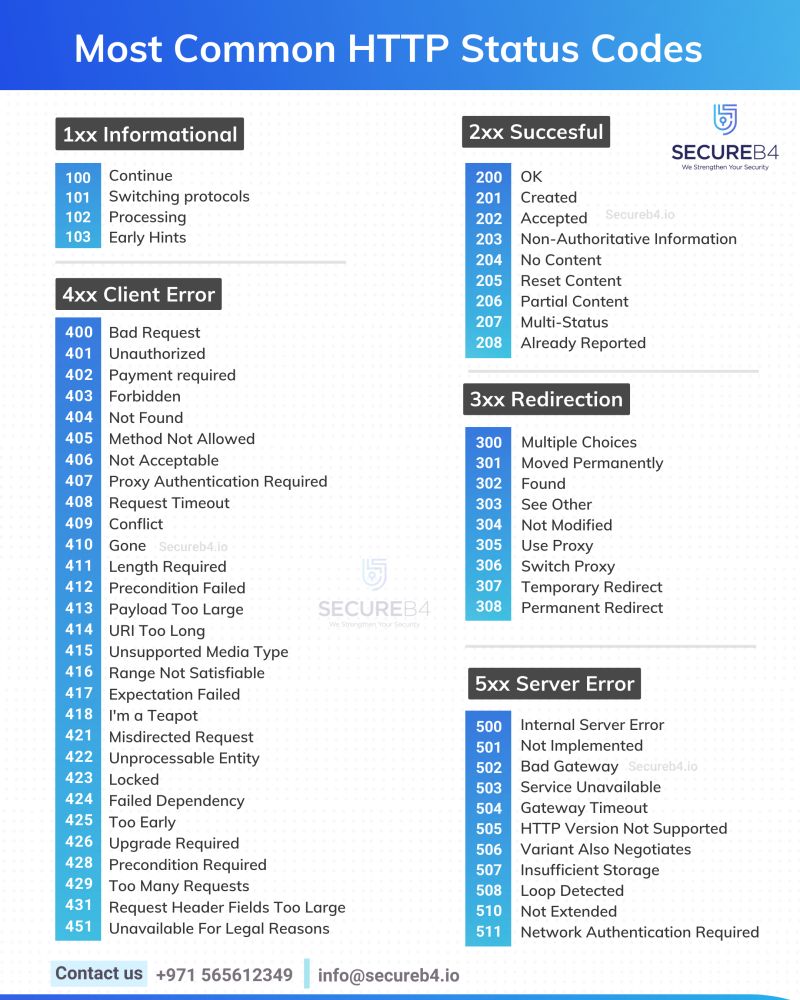 Most Common HTTP Status Codes
SECUREB4
We Strengthen Your Security
1xx Informational
100 Continue
101 Switching protocols
102 Processing
103 Early Hints
4xx Client Error
400 Bad Request
401 Unauthorized
402 Payment required
403 Forbidden
404 Not Found
405 Method Not Allowed
406 Not Acceptable
407 Proxy Authentication Required
408 Request Timeout
409 Conflict
410 Gone Secureb4.io
411 Length Required
412 Precondition Failed
413 Payload Too Large
414 URI Too Long
415 Unsupported Media Type
416 Range Not Satisfiable
417 Expectation Failed
418 I'm a Teapot
421 Misdirected Request
422 Unprocessable Entity
423 Locked
424 Failed Dependency
425 Too Early
426 Upgrade Required
428 Precondition Required
429 Too Many Requests
431 Request Header Fields Too Large
451 Unavailable For Legal Reasons
SECUREB4
We Strengthen Your Security
2xx Succesful
200 OK
201 Created
202 Accepted Secureb4.io
203 Non-Authoritative Information
204 No Content
205 Reset Content
206 Partial Content
207 Multi-Status
208 Already Reported
3xx Redirection
300 Multiple Choices
301 Moved Permanently
302 Found
303 See Other
304 Not Modified
305 Use Proxy
306 Switch Proxy
307 Temporary Redirect
308 Permanent Redirect
5xx Server Error
500 Internal Server Error
501 Not Implemented
502 Bad Gateway Secureb4.io
503 Service Unavailable
504 Gateway Timeout
505 HTTP Version Not Supported
506 Variant Also Negotiates
507 Insufficient Storage
508 Loop Detected
510 Not Extended
511 Network Authentication Required
Contact us +971 565612349 info@secureb4.io